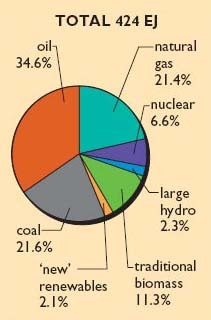 TOTAL 424 EJ
oil
34.6%
natural
gas
21.4%
nuclear
6.6%
large
hydro
2.3%
traditional
biomass
11.3%
'new'
renewables
2.1%
coal
21.6%